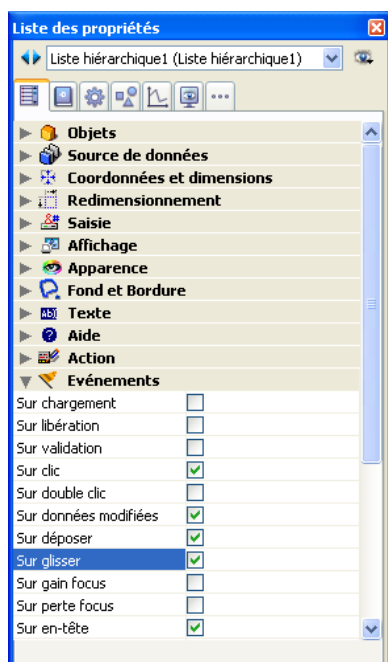 Liste des propriétés
Liste hiérarchique1 (Liste hiérarchique1)
Objets
Source de données
Coordonnées et dimensions
Redimensionnement
Saisie
Affichage
Apparence
Fond et Bordure
Texte
Aide
Action
Evénements
Sur chargement
Sur libération
Sur validation
Sur clic
Sur double clic
Sur données modifiées
Sur déposer
Sur glisser
Sur gain focus
Sur perte focus
Sur en-tête